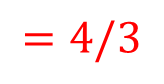 = 4/3